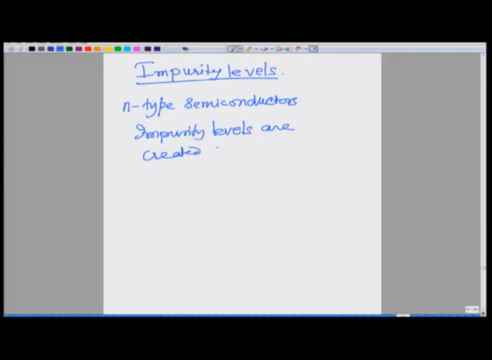 Impurity levels.
n-type semiconductors
Impurity levels are
created